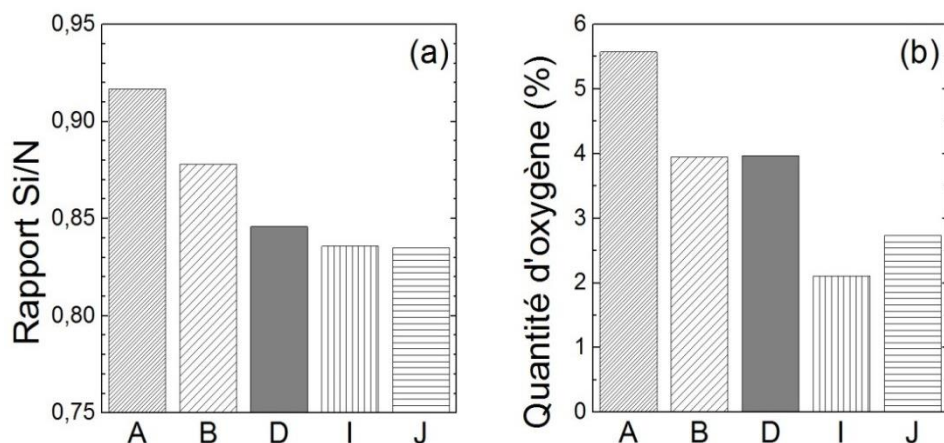 (a)
Rapport Si/N
0,95
0,90
0,85
0,80
0,75
A B D I J
(b)
Quantité d'oxygène (%)
6
5
4
3
2
1
0
A B D I J